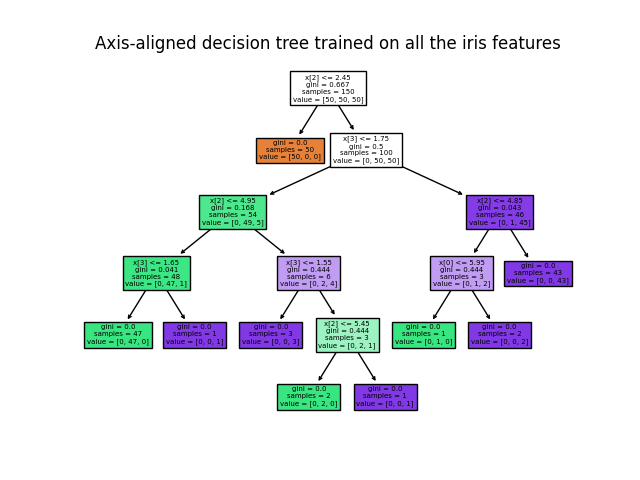 Axis-aligned decision tree trained on all the iris features
x[2] <= 2.45
gini = 0.667
samples = 150
value = [50, 50, 50]
gini = 0.0
samples = 50
value = [50, 0, 0]
x[3] <= 1.75
gini = 0.5
samples = 100
value = [0, 50, 50]
x[2] <= 4.95
gini = 0.168
samples = 54
value = [0, 49, 5]
x[2] <= 4.85
gini = 0.043
samples = 46
value = [0, 1, 45]
x[3] <= 1.65
gini = 0.041
samples = 48
value = [0, 47, 1]
x[3] <= 1.55
gini = 0.444
samples = 6
value = [0, 2, 4]
x[0] <= 5.95
gini = 0.444
samples = 3
value = [0, 1, 2]
gini = 0.0
samples = 43
value = [0, 0, 43]
gini = 0.0
samples = 47
value = [0, 47, 0]
gini = 0.0
samples = 1
value = [0, 0, 1]
gini = 0.0
samples = 3
value = [0, 0, 3]
x[2] <= 5.45
gini = 0.444
samples = 3
value = [0, 2, 1]
gini = 0.0
samples = 1
value = [0, 1, 0]
gini = 0.0
samples = 2
value = [0, 0, 2]
gini = 0.0
samples = 2
value = [0, 2, 0]
gini = 0.0
samples = 1
value = [0, 0, 1]